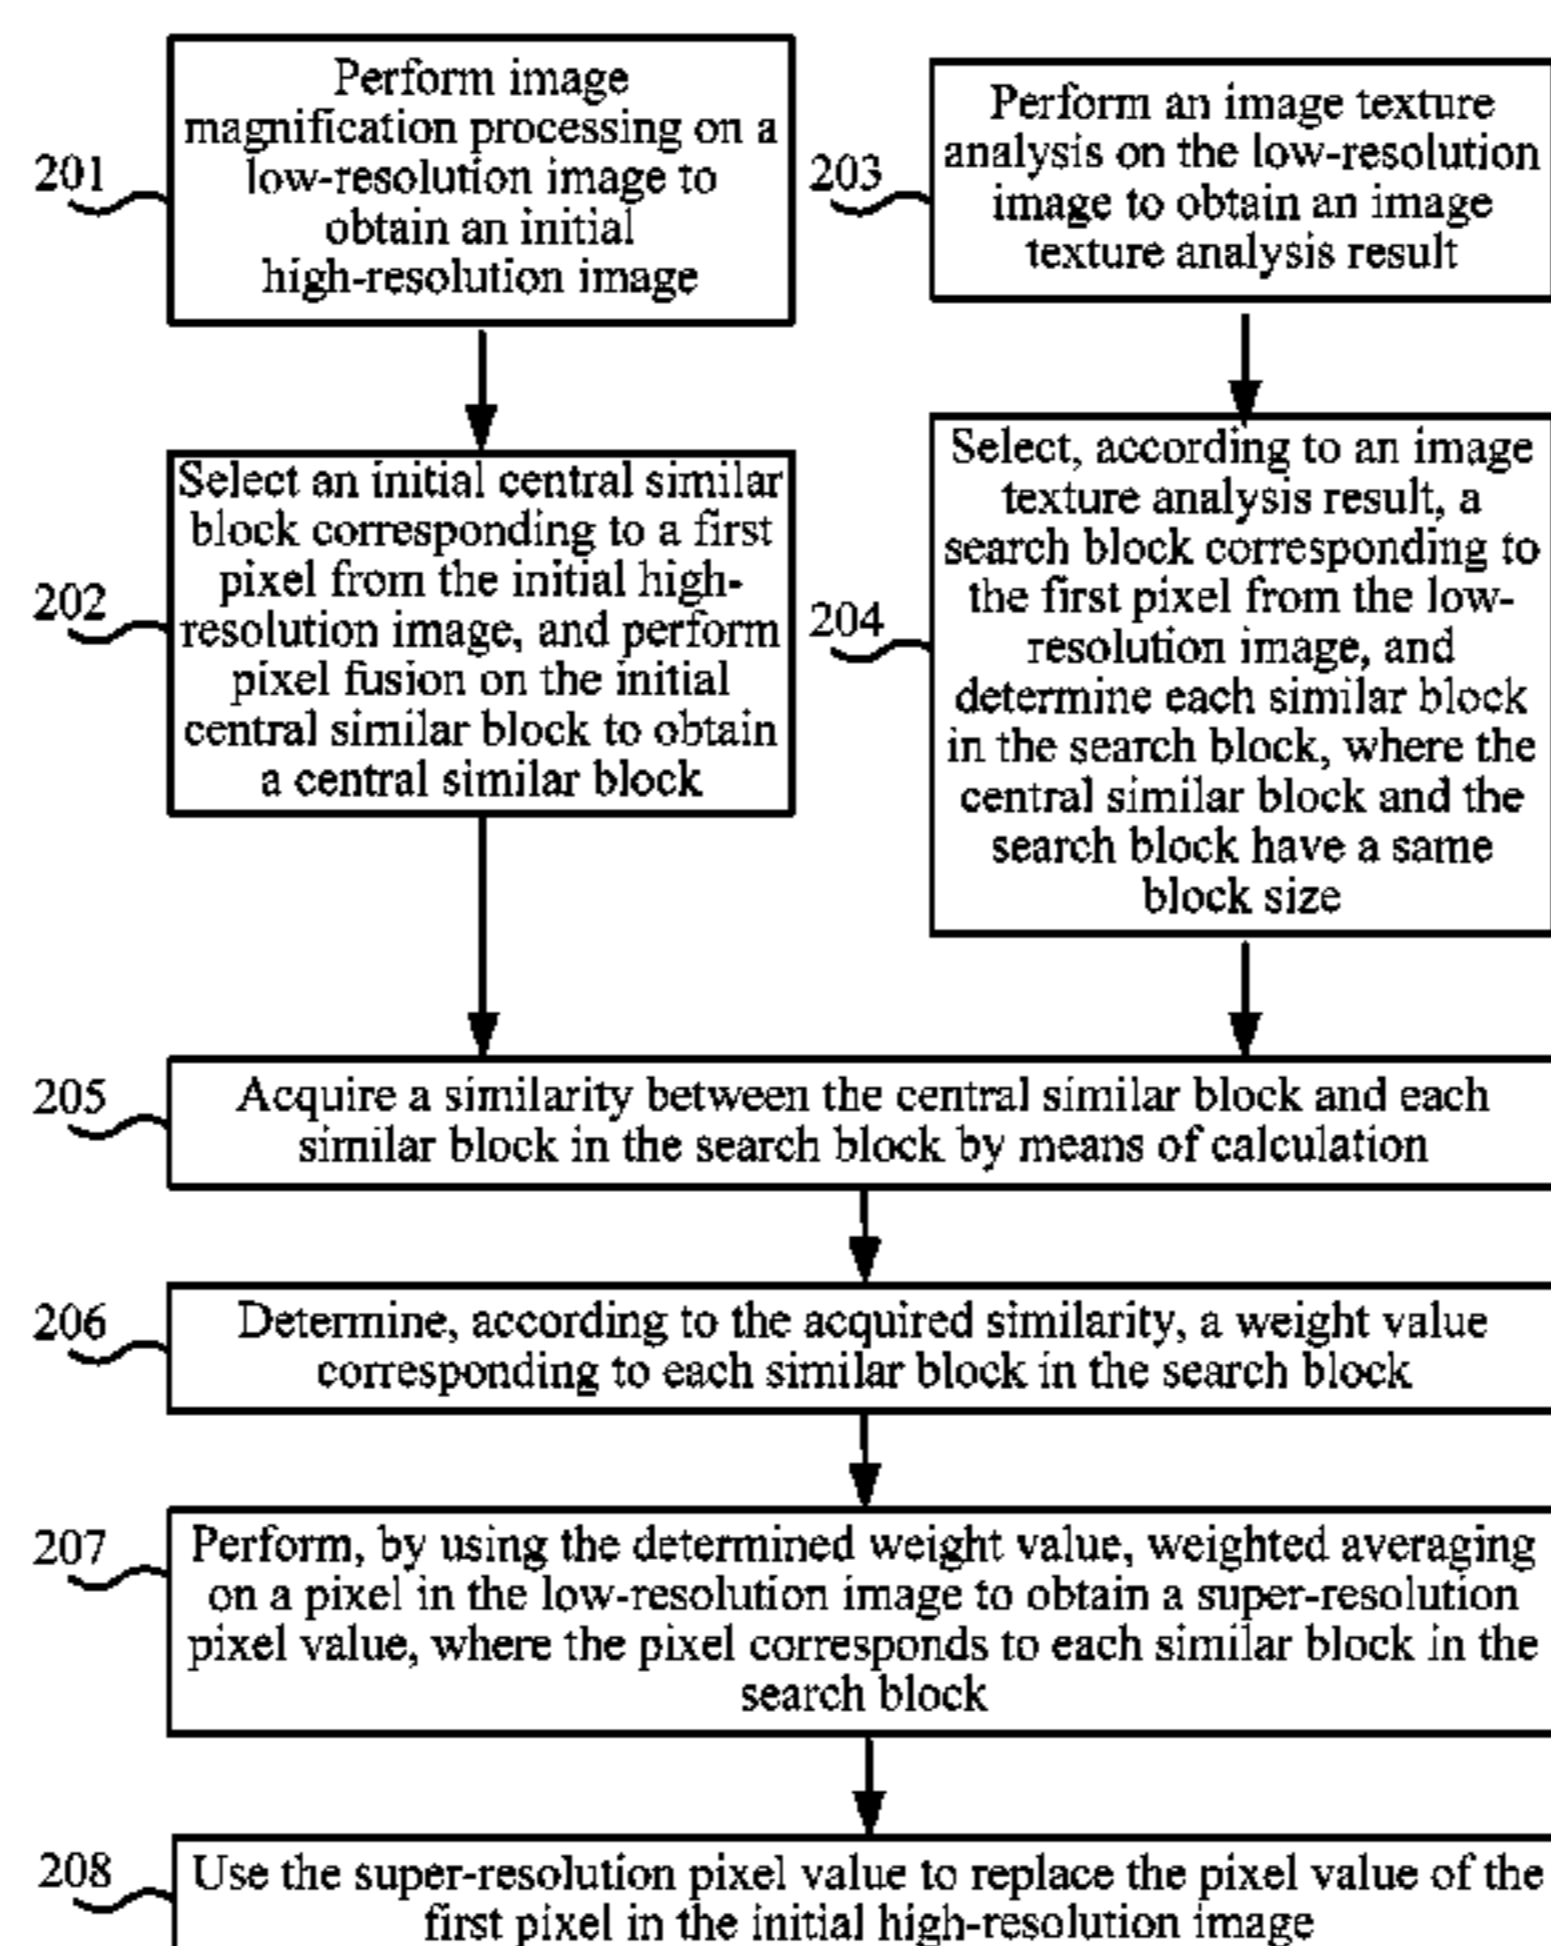 201
Perform image
magnification processing on a
low-resolution image to
obtain an initial
high-resolution image
203
Perform an image texture
analysis on the low-resolution
image to obtain an image
texture analysis result
202
Select an initial central similar
block corresponding to a first
pixel from the initial high-
resolution image, and perform
pixel fusion on the initial
central similar block to obtain
a central similar block
204
Select, according to an image
texture analysis result, a
search block corresponding to
the first pixel from the low-
resolution image, and
determine each similar block
in the search block, where the
central similar block and the
search block have a same
block size
205
Acquire a similarity between the central similar block and each
similar block in the search block by means of calculation
206
Determine, according to the acquired similarity, a weight value
corresponding to each similar block in the search block
207
Perform, by using the determined weight value, weighted averaging
on a pixel in the low-resolution image to obtain a super-resolution
pixel value, where the pixel corresponds to each similar block in the
search block
208
Use the super-resolution pixel value to replace the pixel value of the
first pixel in the initial high-resolution image